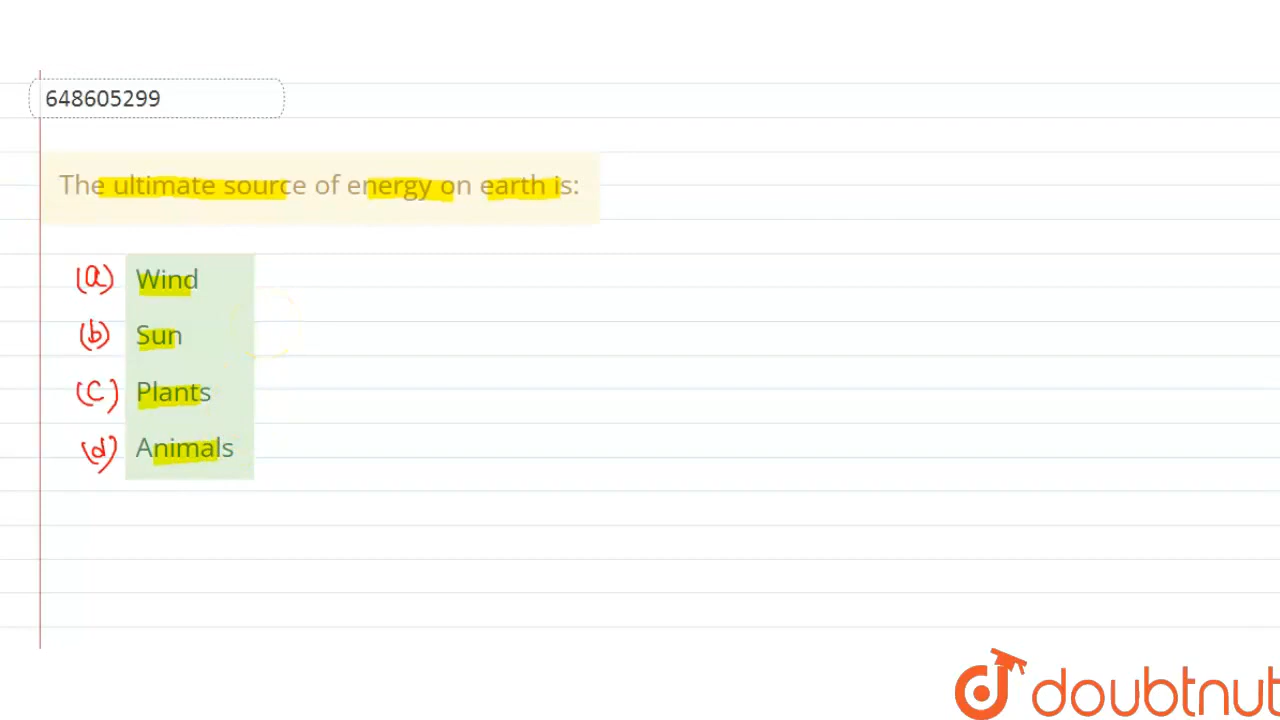 648605299
The ultimate source of energy on earth is:
(a) Wind
(b) Sun
(c) Plants
(d) Animals
doubtnut